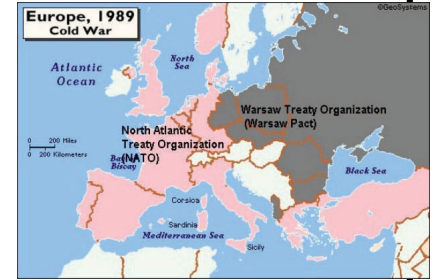 Europe, 1989
Cold War
©GeoSystems
North
Sea
Atlantic
Ocean
Warsaw Treaty Organization
(Warsaw Pact)
North Atlantic
Treaty Organization
(NATO)
0 200 Miles
0 200 Kilometers
Bay
Biscay
Black Sea
Corsica
Sardinia
Mediterranean Sea
Sicily